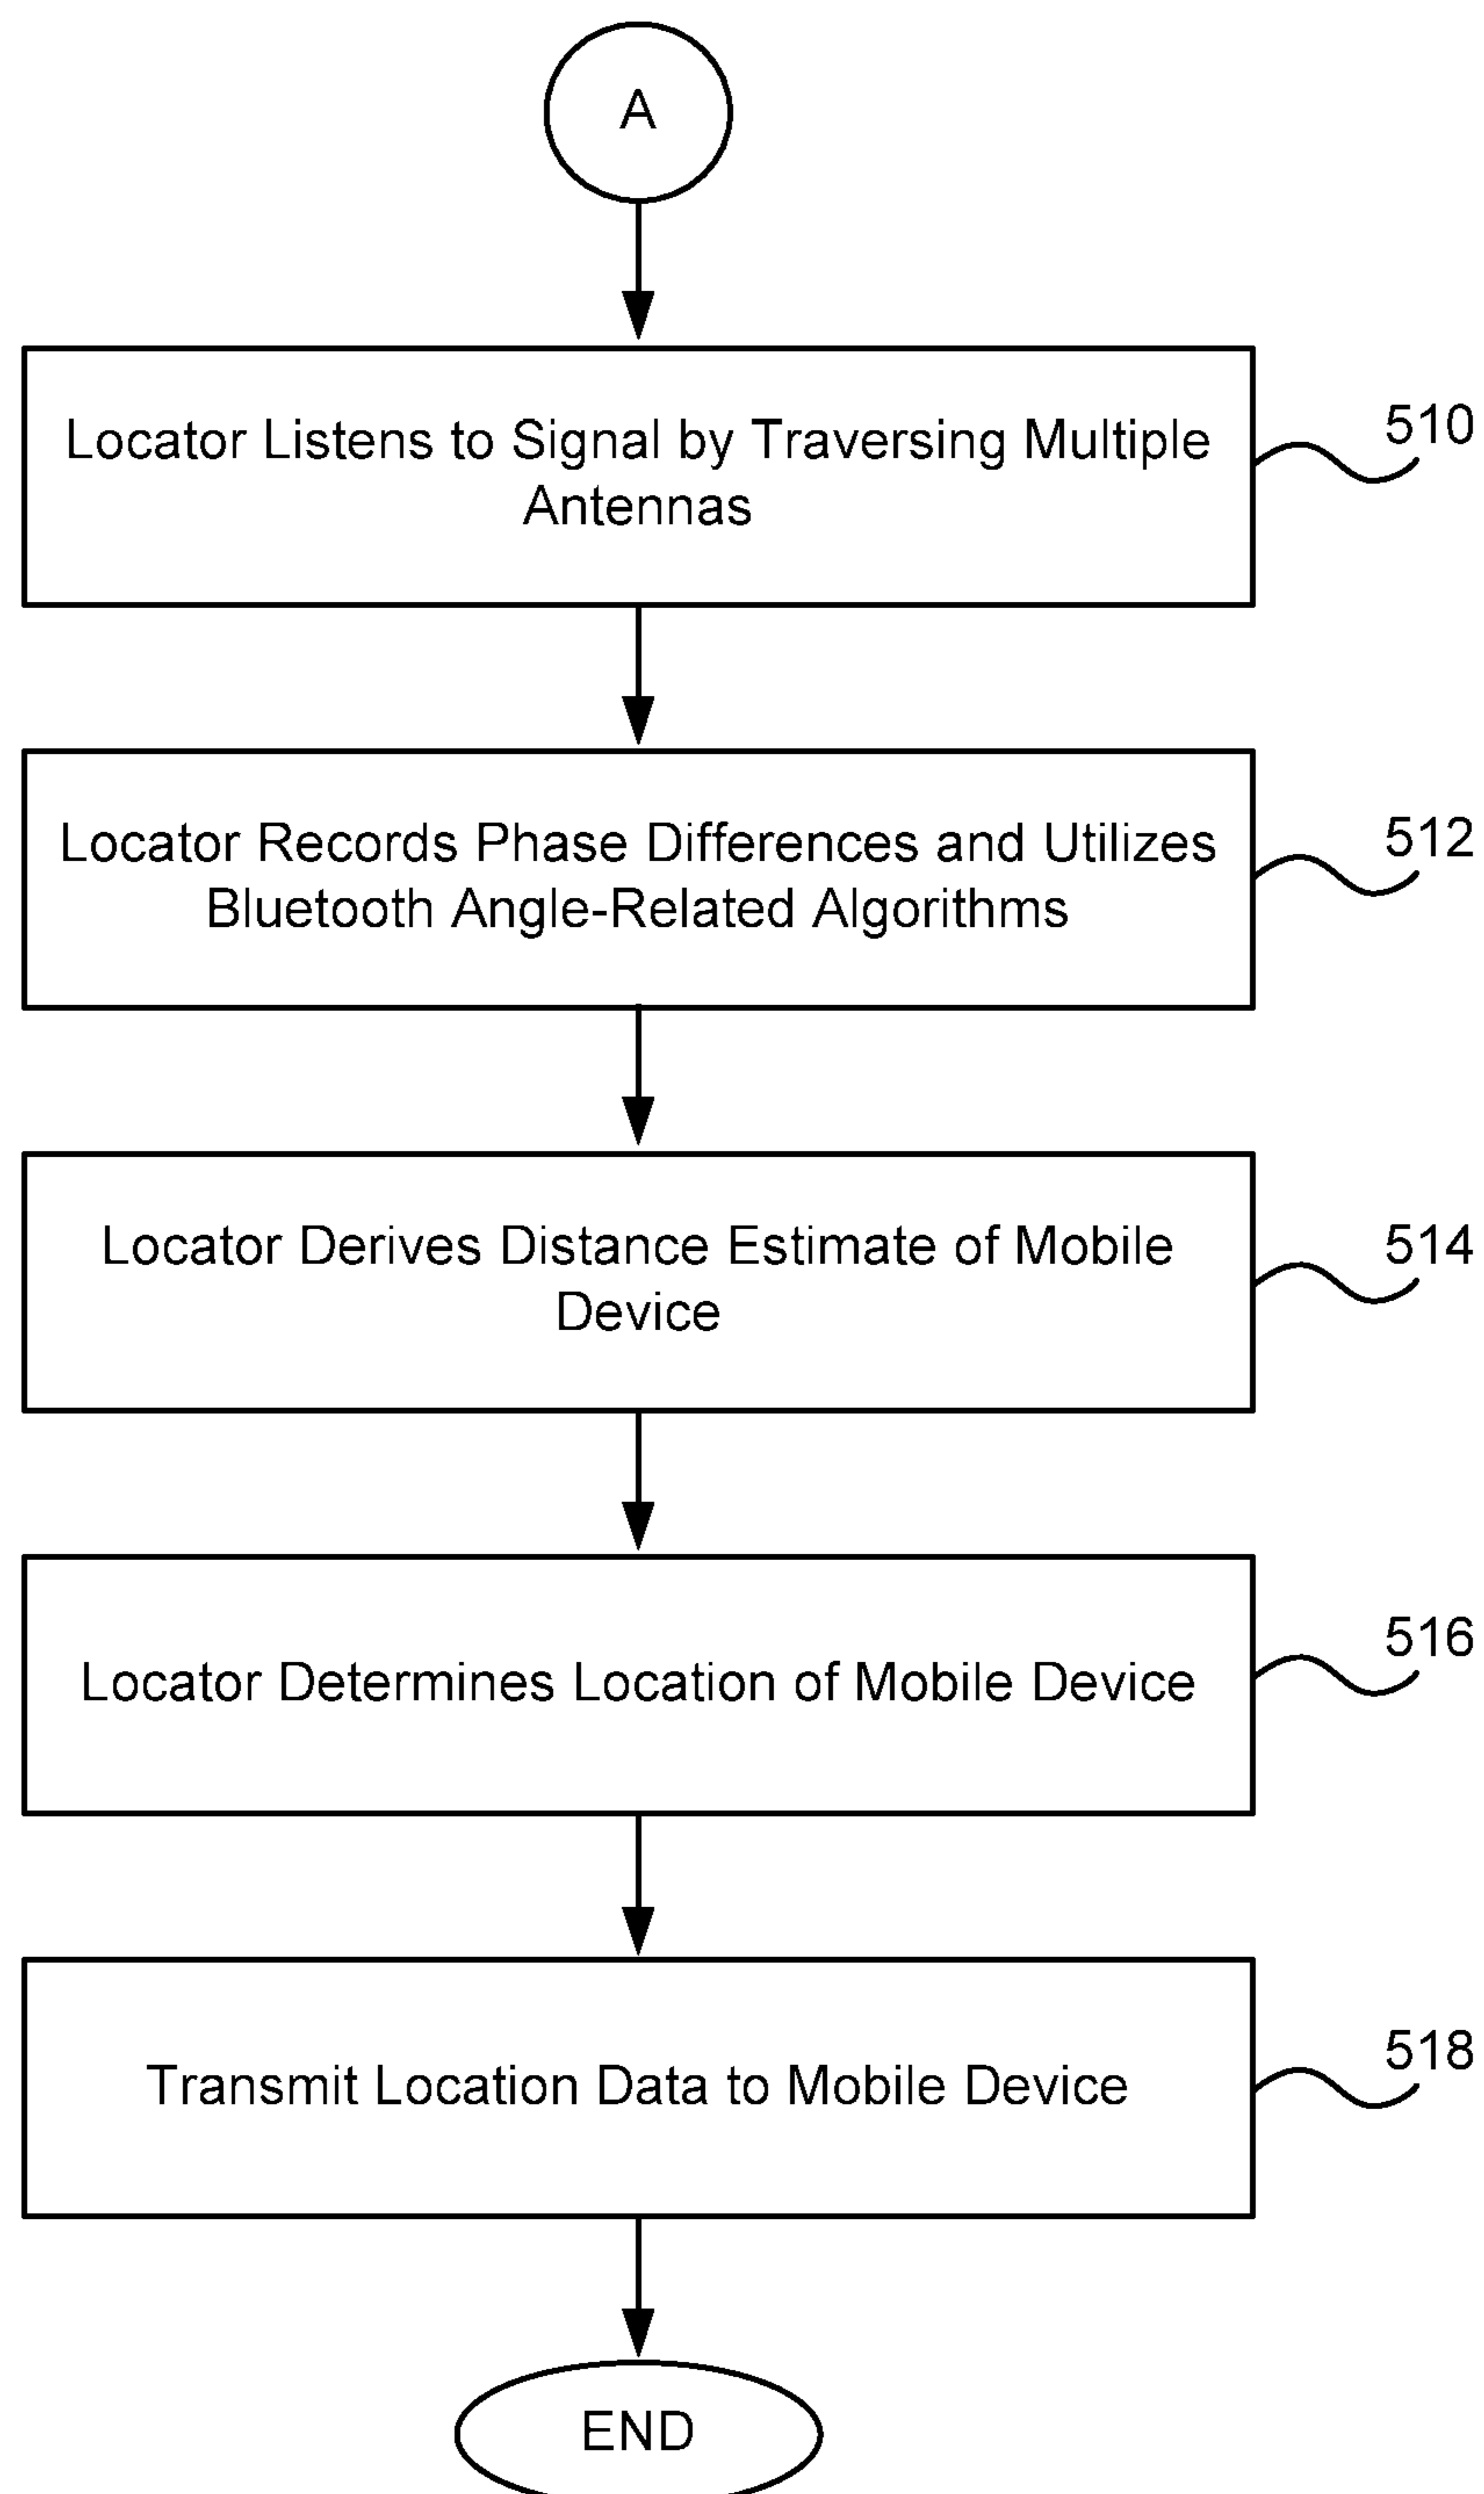 A
Locator Listens to Signal by Traversing Multiple
Antennas
510
Locator Records Phase Differences and Utilizes
Bluetooth Angle-Related Algorithms
512
Locator Derives Distance Estimate of Mobile
Device
514
Locator Determines Location of Mobile Device
516
Transmit Location Data to Mobile Device
518
END